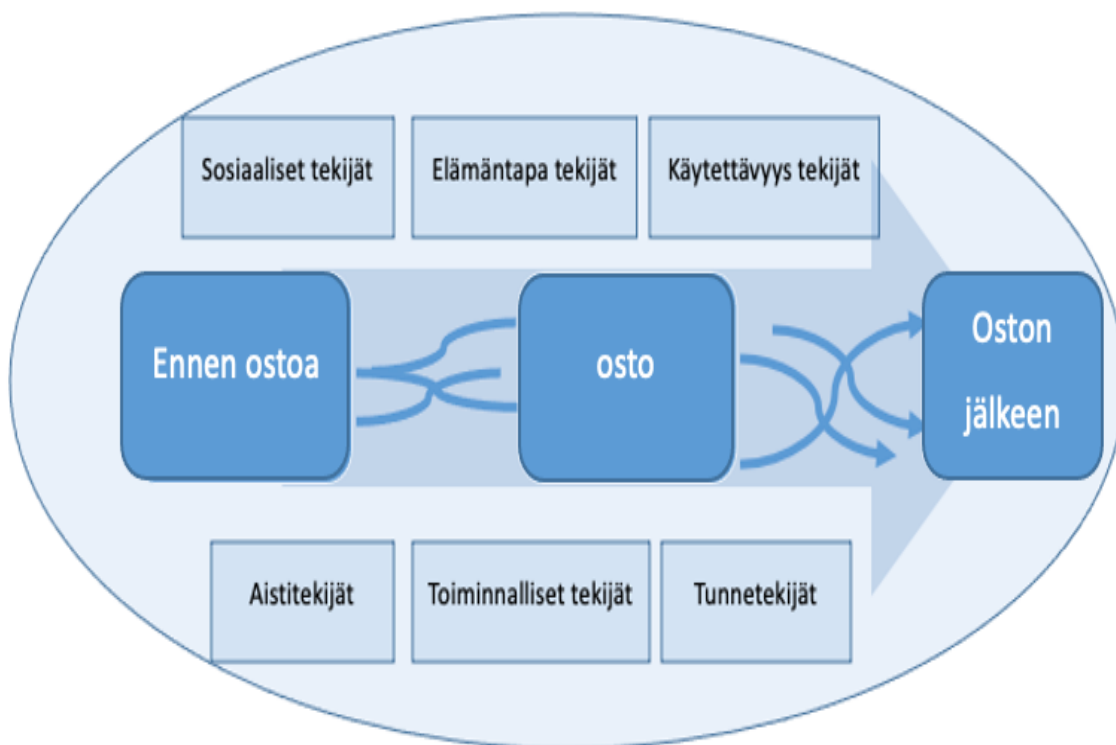 Sosiaaliset tekijät
Elämäntapa tekijät
Käytettävyys tekijät
Ennen ostoa
osto
Oston
jälkeen
Aistitekijät
Toiminnalliset tekijät
Tunnetekijät